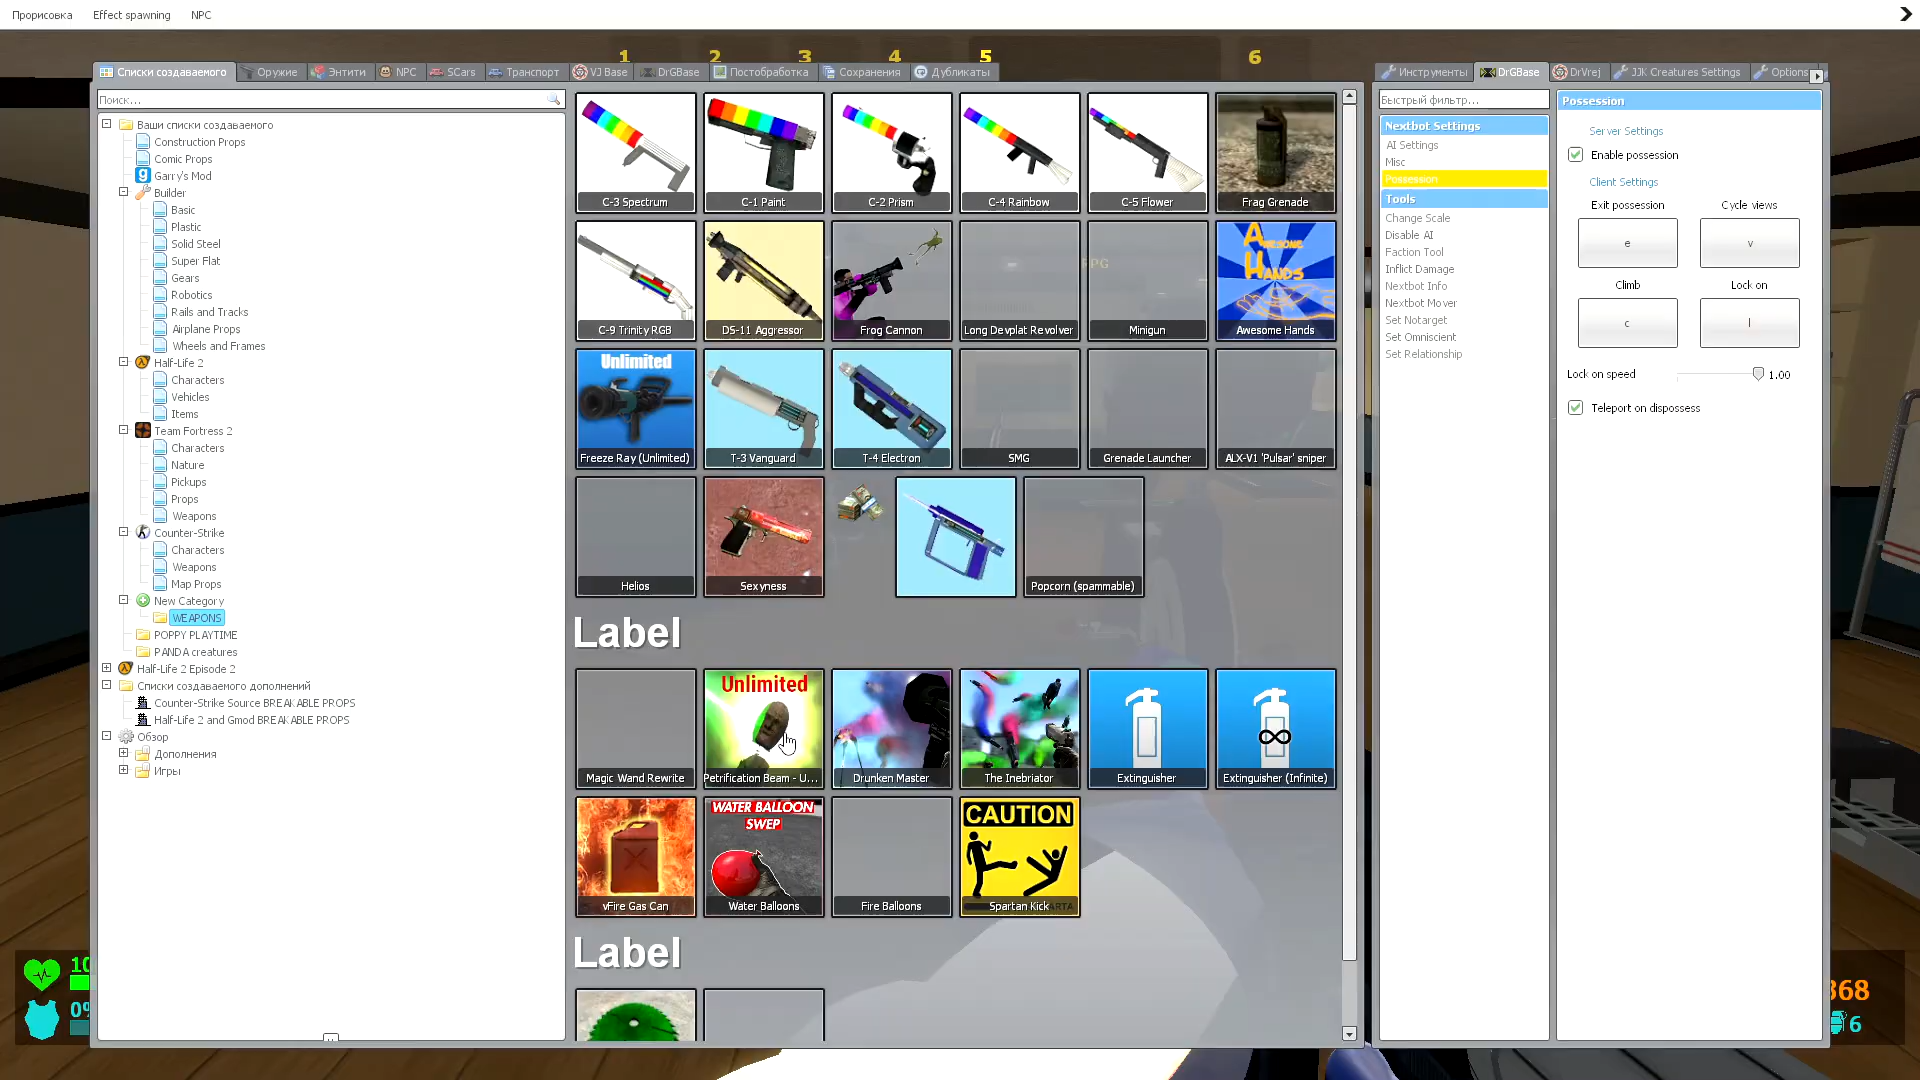 Прорисовка Effect spawning NPC
1 2 3 4 5 6
Списки создаваемого Оружие Энтити NPC SCars Транспорт VJ Base DrGBase Постобработка Сохранения Дубликаты
Инструменты DrGBase DrVrej JJK Creatures Settings Options
Поиск...
Ваши списки создаваемого
Construction Props
Comic Props
Garry's Mod
Builder
Basic
Plastic
Solid Steel
Super Flat
Gears
Robotics
Rails and Tracks
Airplane Props
Wheels and Frames
Half-Life 2
Characters
Vehicles
Items
Team Fortress 2
Characters
Nature
Pickups
Props
Weapons
Counter-Strike
Characters
Weapons
Map Props
New Category
WEAPONS
POPPY PLAYTIME
PANDA creatures
Half-Life 2 Episode 2
Списки создаваемого дополнений
Counter-Strike Source BREAKABLE PROPS
Half-Life 2 and Gmod BREAKABLE PROPS
Обзор
Дополнения
Игры
C-3 Spectrum C-1 Paint C-2 Prism C-4 Rainbow C-5 Flower Frag Grenade
AWESOME HANDS
C-9 Trinity RGB DS-11 Aggressor Frog Cannon Long Devplat Revolver Minigun Awesome Hands
Unlimited
Freeze Ray (Unlimited) T-3 Vanguard T-4 Electron SMG Grenade Launcher ALX-V1 'Pulsar' sniper
Helios Sexyness Popcorn (spammable)
Label
Unlimited
Magic Wand Rewrite Petrification Beam - U... Drunken Master The Inebriator Extinguisher Extinguisher (Infinite)
WATER BALLOON SWEP
CAUTION
vFire Gas Can Water Balloons Fire Balloons Spartan Kick
Label
Быстрый фильтр...
Nextbot Settings
AI Settings
Misc
Possession
Tools
Change Scale
Disable AI
Faction Tool
Inflict Damage
Nextbot Info
Nextbot Mover
Set Notarget
Set Omniscient
Set Relationship
Possession
Server Settings
Enable possession
Client Settings
Exit possession Cycle views
e v
Climb Lock on
c l
Lock on speed 1.00
Teleport on dispossess
10
0%
368
6